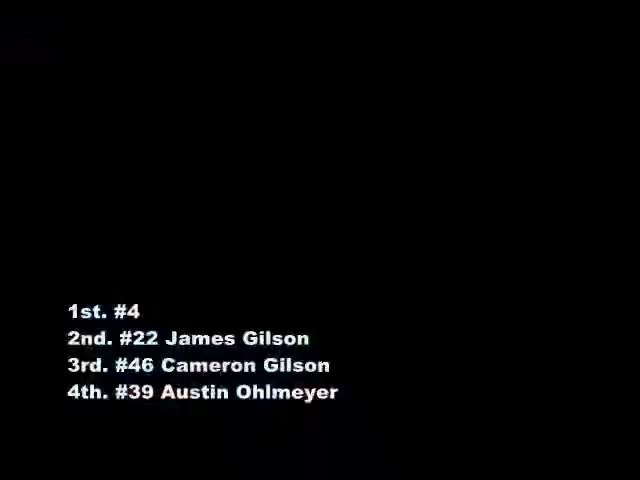 1st. #4
2nd. #22 James Gilson
3rd. #46 Cameron Gilson
4th. #39 Austin Ohlmeyer